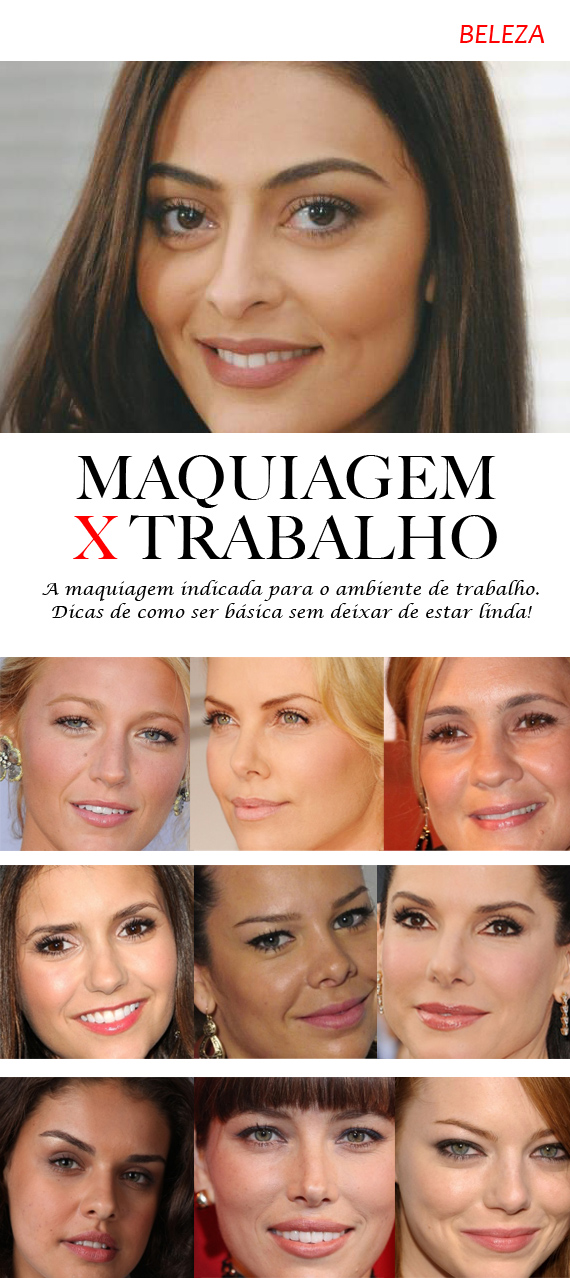 BELEZA
MAQUIAGEM
X TRABALHO
A maquiagem indicada para o ambiente de trabalho.
Dicas de como ser básica sem deixar de estar linda!